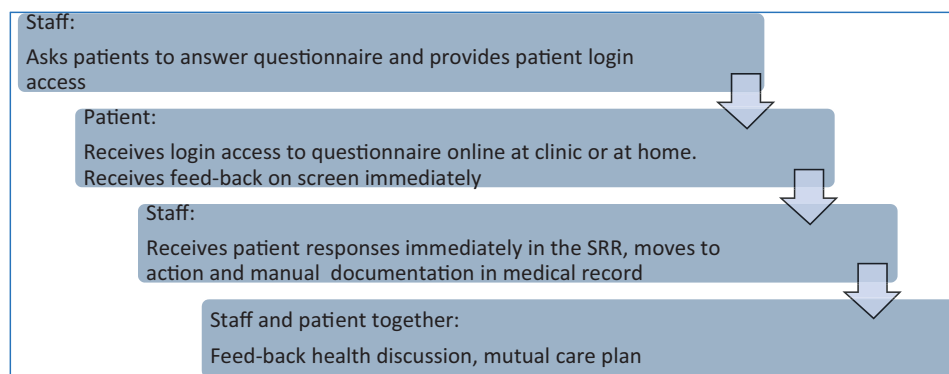 Staff:
Asks patients to answer questionnaire and provides patient login
access
Patient:
Receives login access to questionnaire online at clinic or at home.
Receives feed-back on screen immediately
Staff:
Receives patient responses immediately in the SRR, moves to
action and manual documentation in medical record
Staff and patient together:
Feed-back health discussion, mutual care plan